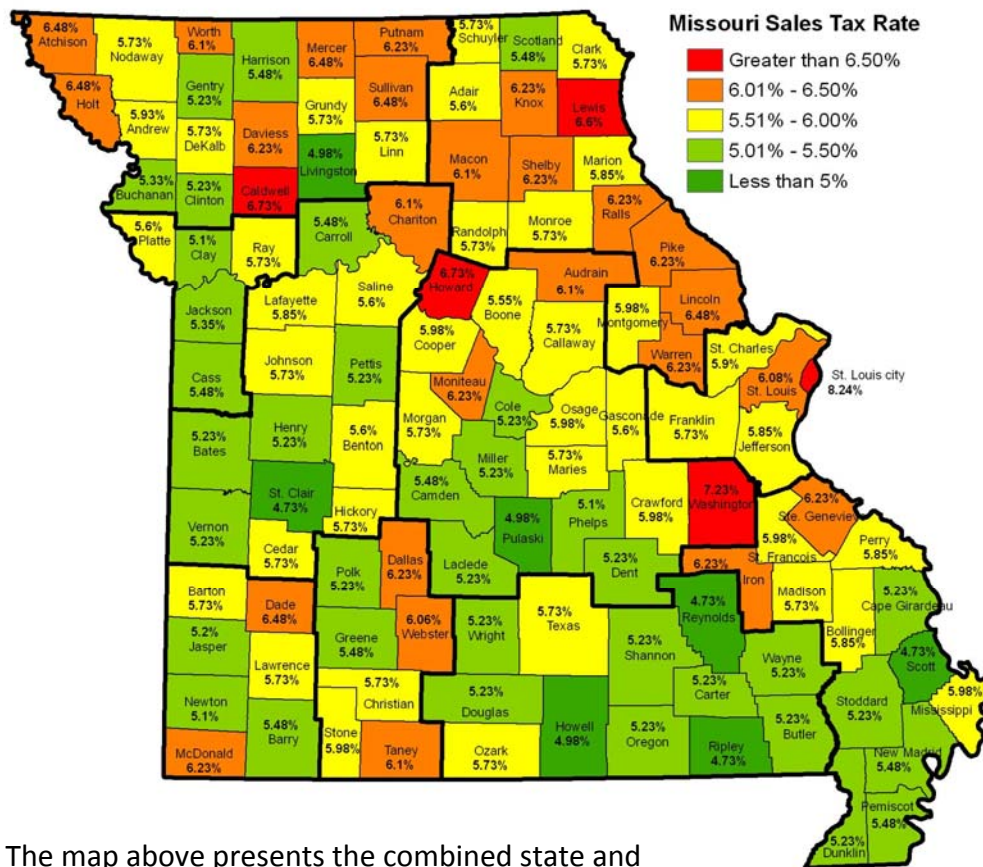 Missouri Sales Tax Rate
Greater than 6.50%
6.01% - 6.50%
5.51% - 6.00%
5.01% - 5.50%
Less than 5%
6.48%
Atchison
5.73%
Nodaway
Worth
6.1%
Harrison
5.48%
Mercer
6.48%
Putnam
6.23%
5.73%
Schuyler
Scotland
5.48%
Clark
5.73%
6.48%
Holt
Gentry
5.23%
Grundy
5.73%
Sullivan
6.48%
Adair
5.6%
6.23%
Knox
Lewis
6.6%
5.93%
Andrew
5.73%
DeKalb
Daviess
6.23%
4.98%
Livingston
5.73%
Linn
Macon
6.1%
Shelby
6.23%
Marion
5.85%
5.33%
Buchanan
5.23%
Clinton
Caldwell
6.73%
6.1%
Chariton
5.48%
Carroll
Randolph
5.73%
Monroe
5.73%
6.23%
Ralls
5.6%
Platte
5.1%
Clay
Ray
5.73%
Saline
5.6%
6.73%
Howard
Audrain
6.1%
Pike
6.23%
Jackson
5.35%
Lafayette
5.85%
5.55%
Boone
5.73%
Callaway
5.98%
Montgomery
Lincoln
6.48%
Cass
5.48%
Johnson
5.73%
Pettis
5.23%
5.98%
Cooper
Moniteau
6.23%
Cole
5.23%
Warren
6.23%
St. Charles
5.9%
6.08%
St. Louis
St. Louis city
8.24%
5.23%
Bates
Henry
5.23%
5.6%
Benton
Morgan
5.73%
Miller
5.23%
Osage
5.98%
Gasconade
5.6%
Franklin
5.73%
5.85%
Jefferson
5.73%
Maries
St. Clair
4.73%
Hickory
5.73%
5.48%
Camden
4.98%
Pulaski
5.1%
Phelps
Crawford
5.98%
7.23%
Washington
6.23%
Ste. Genevieve
5.98%
St. Francois
Perry
5.85%
Vernon
5.23%
Cedar
5.73%
Polk
5.23%
Dallas
6.23%
Laclede
5.23%
5.23%
Dent
6.23%
Iron
Madison
5.73%
5.23%
Cape Girardeau
Bollinger
5.85%
Barton
5.73%
Dade
6.48%
Greene
5.48%
6.06%
Webster
5.23%
Wright
5.73%
Texas
5.23%
Shannon
4.73%
Reynolds
Wayne
5.23%
4.73%
Scott
5.98%
Mississippi
5.2%
Jasper
Lawrence
5.73%
5.73%
Christian
5.23%
Douglas
5.23%
Carter
Stoddard
5.23%
Newton
5.1%
5.48%
Barry
Stone
5.98%
Taney
6.1%
Ozark
5.73%
Howell
4.98%
5.23%
Oregon
Ripley
4.73%
5.23%
Butler
New Madrid
5.48%
McDonald
6.23%
Pemiscot
5.48%
5.23%
Dunklin
The map above presents the combined state and